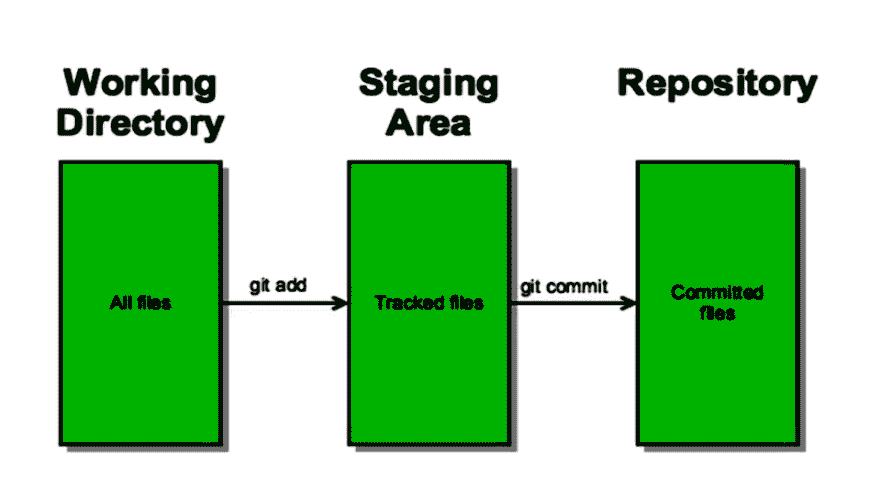 Working
Directory
Staging
Area
Repository
All files
git add
Tracked files
git commit
Committed
files